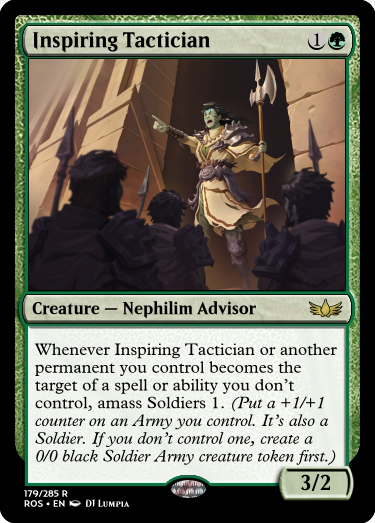 Inspiring Tactician 1
Creature — Nephilim Advisor
Whenever Inspiring Tactician or another
permanent you control becomes the
target of a spell or ability you don't
control, amass Soldiers 1. (Put a +1/+1
counter on an Army you control. It's also a
Soldier. If you don't control one, create a
0/0 black Soldier Army creature token first.)
3/2
179/285 R
ROS • EN DJ Lumpia